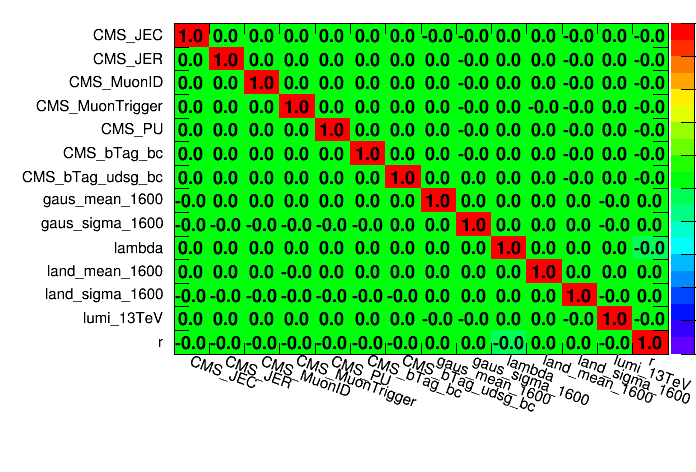 CMS_JEC 1.0 0.0 0.0 0.0 0.0 0.0 0.0 -0.0 -0.0 0.0 0.0 -0.0 0.0 -0.0
CMS_JER 0.0 1.0 0.0 0.0 0.0 0.0 0.0 0.0 -0.0 0.0 0.0 -0.0 0.0 -0.0
CMS_MuonID 0.0 0.0 1.0 0.0 0.0 0.0 0.0 0.0 -0.0 0.0 0.0 -0.0 0.0 -0.0
CMS_MuonTrigger 0.0 0.0 0.0 1.0 0.0 0.0 0.0 0.0 -0.0 0.0 -0.0 -0.0 0.0 -0.0
CMS_PU 0.0 0.0 0.0 0.0 1.0 0.0 0.0 0.0 -0.0 0.0 0.0 -0.0 0.0 -0.0
CMS_bTag_bc 0.0 0.0 0.0 0.0 0.0 1.0 0.0 0.0 -0.0 0.0 0.0 -0.0 0.0 -0.0
CMS_bTag_udsg_bc 0.0 0.0 0.0 0.0 0.0 0.0 1.0 0.0 -0.0 0.0 0.0 -0.0 0.0 -0.0
gaus_mean_1600 -0.0 0.0 0.0 0.0 0.0 0.0 0.0 1.0 0.0 0.0 0.0 0.0 -0.0 -0.0
gaus_sigma_1600 -0.0 -0.0 -0.0 -0.0 -0.0 -0.0 -0.0 0.0 1.0 0.0 0.0 0.0 -0.0 0.0
lambda 0.0 0.0 0.0 0.0 0.0 0.0 0.0 0.0 0.0 1.0 0.0 0.0 0.0 -0.0
land_mean_1600 0.0 0.0 0.0 -0.0 0.0 0.0 0.0 0.0 0.0 0.0 1.0 0.0 0.0 0.0
land_sigma_1600 -0.0 -0.0 -0.0 -0.0 -0.0 -0.0 -0.0 0.0 0.0 0.0 0.0 1.0 -0.0 0.0
lumi_13TeV 0.0 0.0 0.0 0.0 0.0 0.0 0.0 -0.0 -0.0 0.0 0.0 -0.0 1.0 -0.0
r -0.0 -0.0 -0.0 -0.0 -0.0 -0.0 -0.0 -0.0 0.0 -0.0 0.0 0.0 -0.0 1.0
CMS_JEC
CMS_JER
CMS_MuonID
CMS_MuonTrigger
CMS_PU
CMS_bTag_bc
CMS_bTag_udsg_bc
gaus_mean_1600
gaus_sigma_1600
lambda
land_mean_1600
land_sigma_1600
lumi_13TeV
r